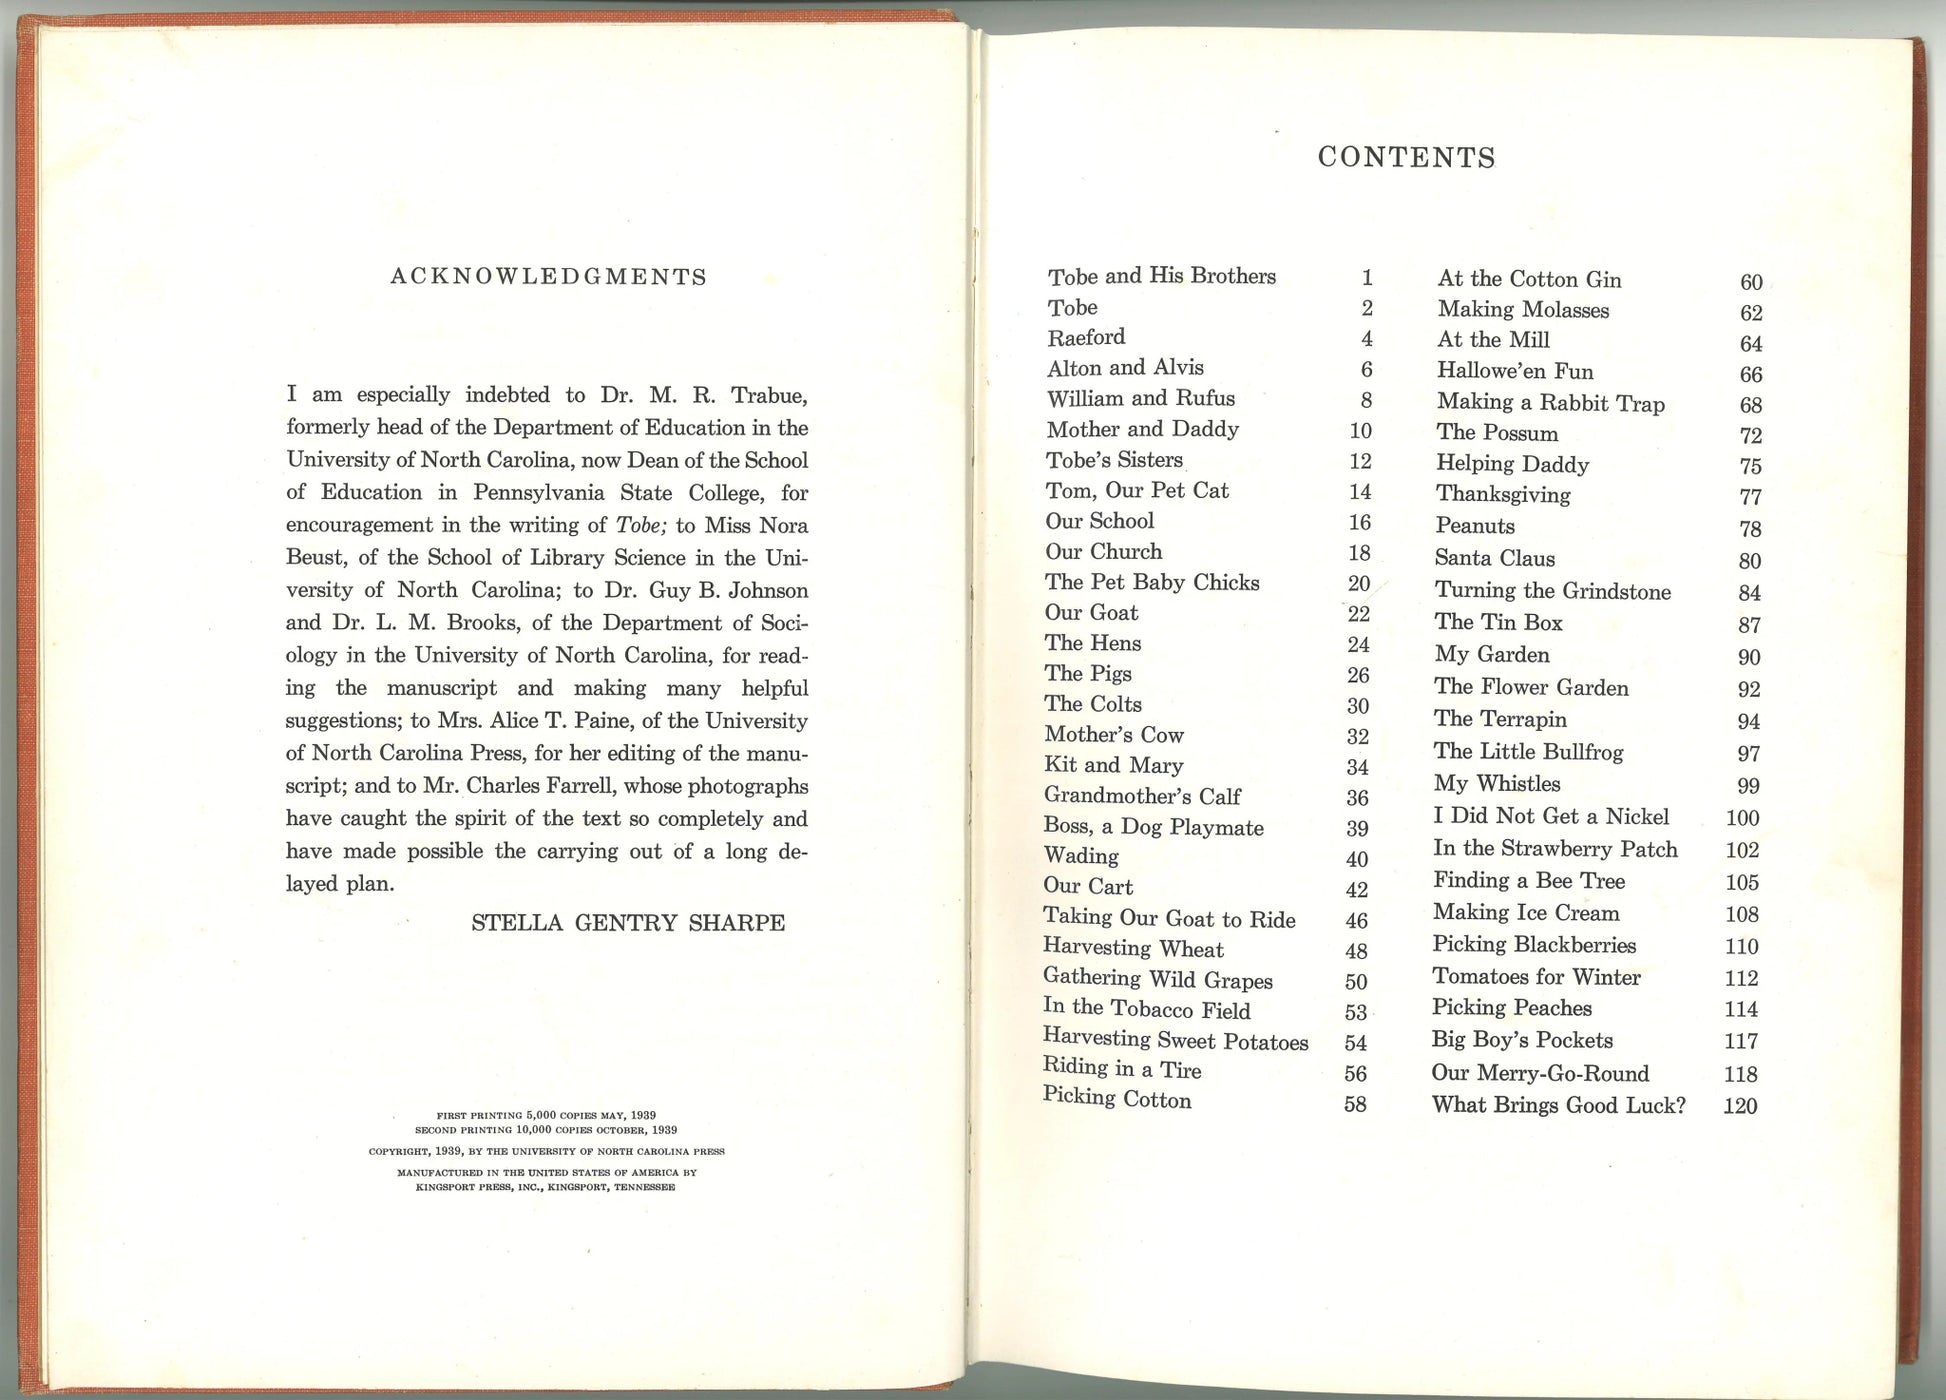 ACKNOWLEDGMENTS
I am especially indebted to Dr. M. R. Trabue,
formerly head of the Department of Education in the
University of North Carolina, now Dean of the School
of Education in Pennsylvania State College, for
encouragement in the writing of Tobe; to Miss Nora
Beust, of the School of Library Science in the Uni-
versity of North Carolina; to Dr. Guy B. Johnson
and Dr. L. M. Brooks, of the Department of Soci-
ology in the University of North Carolina, for read-
ing the manuscript and making many helpful
suggestions; to Mrs. Alice T. Paine, of the University
of North Carolina Press, for her editing of the manu-
script; and to Mr. Charles Farrell, whose photographs
have caught the spirit of the text so completely and
have made possible the carrying out of a long de-
layed plan.
STELLA GENTRY SHARPE
FIRST PRINTING 5,000 COPIES MAY, 1939
SECOND PRINTING 10,000 COPIES OCTOBER, 1939
COPYRIGHT, 1939, BY THE UNIVERSITY OF NORTH CAROLINA PRESS
MANUFACTURED IN THE UNITED STATES OF AMERICA BY
KINGSPORT PRESS, INC., KINGSPORT, TENNESSEE
CONTENTS
Tobe and His Brothers 1
Tobe 2
Raeford 4
Alton and Alvis 6
William and Rufus 8
Mother and Daddy 10
Tobe's Sisters 12
Tom, Our Pet Cat 14
Our School 16
Our Church 18
The Pet Baby Chicks 20
Our Goat 22
The Hens 24
The Pigs 26
The Colts 30
Mother's Cow 32
Kit and Mary 34
Grandmother's Calf 36
Boss, a Dog Playmate 39
Wading 40
Our Cart 42
Taking Our Goat to Ride 46
Harvesting Wheat 48
Gathering Wild Grapes 50
In the Tobacco Field 53
Harvesting Sweet Potatoes 54
Riding in a Tire 56
Picking Cotton 58
At the Cotton Gin 60
Making Molasses 62
At the Mill 64
Hallowe'en Fun 66
Making a Rabbit Trap 68
The Possum 72
Helping Daddy 75
Thanksgiving 77
Peanuts 78
Santa Claus 80
Turning the Grindstone 84
The Tin Box 87
My Garden 90
The Flower Garden 92
The Terrapin 94
The Little Bullfrog 97
My Whistles 99
I Did Not Get a Nickel 100
In the Strawberry Patch 102
Finding a Bee Tree 105
Making Ice Cream 108
Picking Blackberries 110
Tomatoes for Winter 112
Picking Peaches 114
Big Boy's Pockets 117
Our Merry-Go-Round 118
What Brings Good Luck? 120